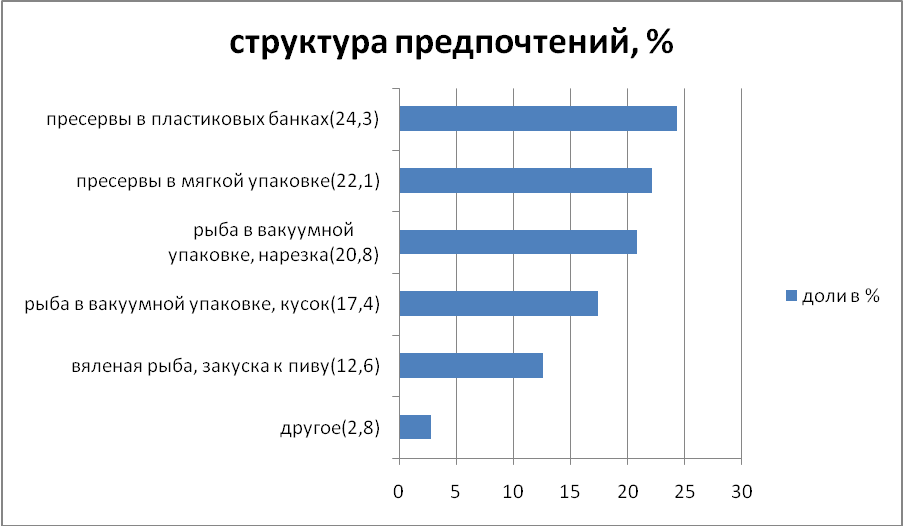 структура предпочтений, %
пресервы в пластиковых банках(24,3)
пресервы в мягкой упаковке(22,1)
рыба в вакуумной
упаковке, нарезка(20,8)
рыба в вакуумной упаковке, кусок(17,4)
вяленая рыба, закуска к пиву(12,6)
другое(2,8)
0 5 10 15 20 25 30
доли в %